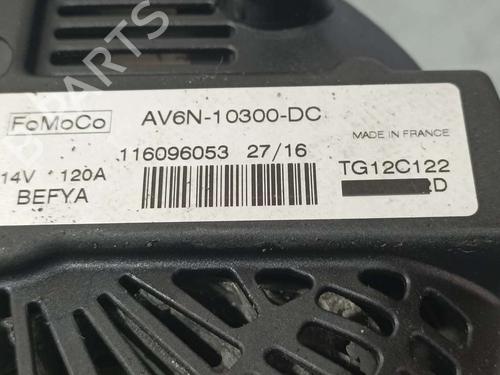 FoMoCo
AV6N-10300-DC
MADE IN FRANCE
116096053 27/16
14V * 120A
TG12C122
BEFYA
D